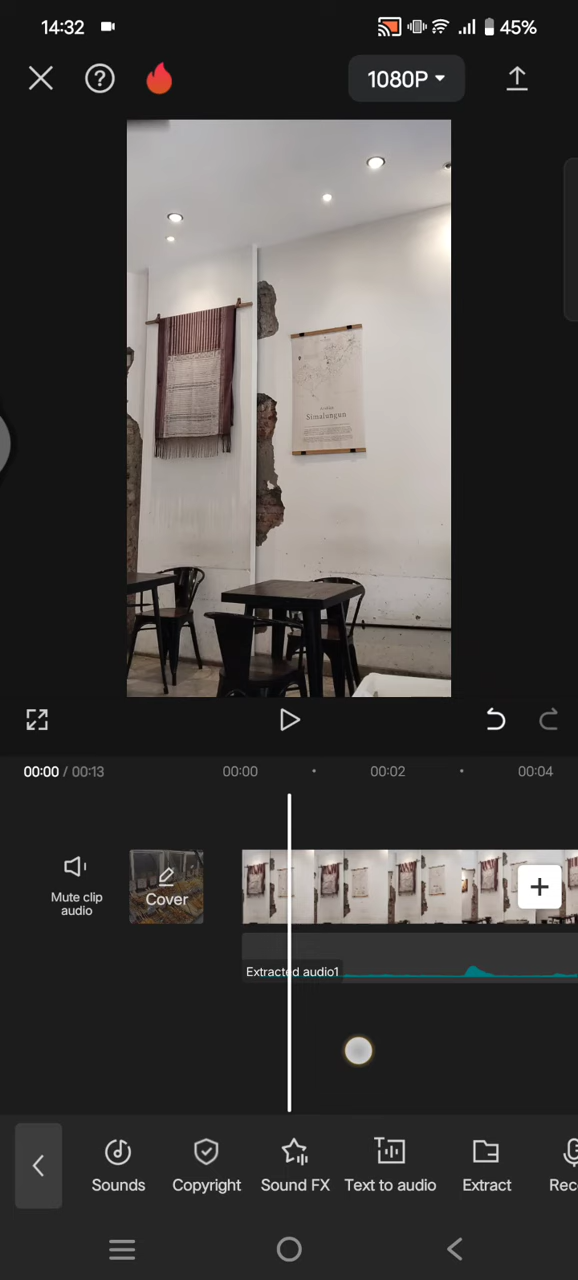 14:32
45%
1080P
Simalungun
00:00 / 00:13
00:00
00:02
00:04
Mute clip
audio
Cover
Extracted audio1
Sounds
Copyright
Sound FX
Text to audio
Extract